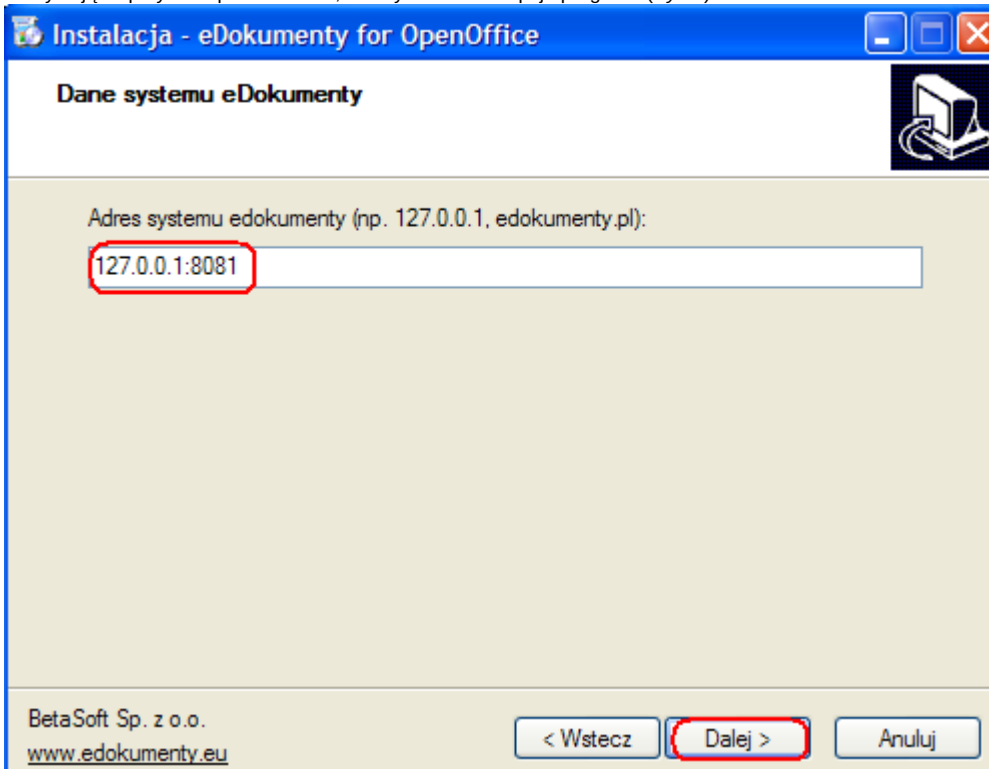 Instalacja - eDokumenty for OpenOffice
Dane systemu eDokumenty
Adres systemu edokumenty (np. 127.0.0.1, edokumenty.pl):
127.0.0.1:8081
BetaSoft Sp. z o.o.
www.edokumenty.eu
< Wstecz
Dalej >
Anuluj